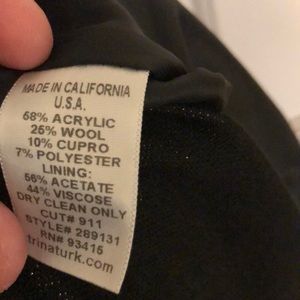 MADE IN CALIFORNIA
U.S.A.
58% ACRYLIC
25% WOOL
10% CUPRO
7% POLYESTER
LINING:
56% ACETATE
44% VISCOSE
DRY CLEAN ONLY
CUT# 911
STYLE# 289131
RN# 93415
trinaturk.com